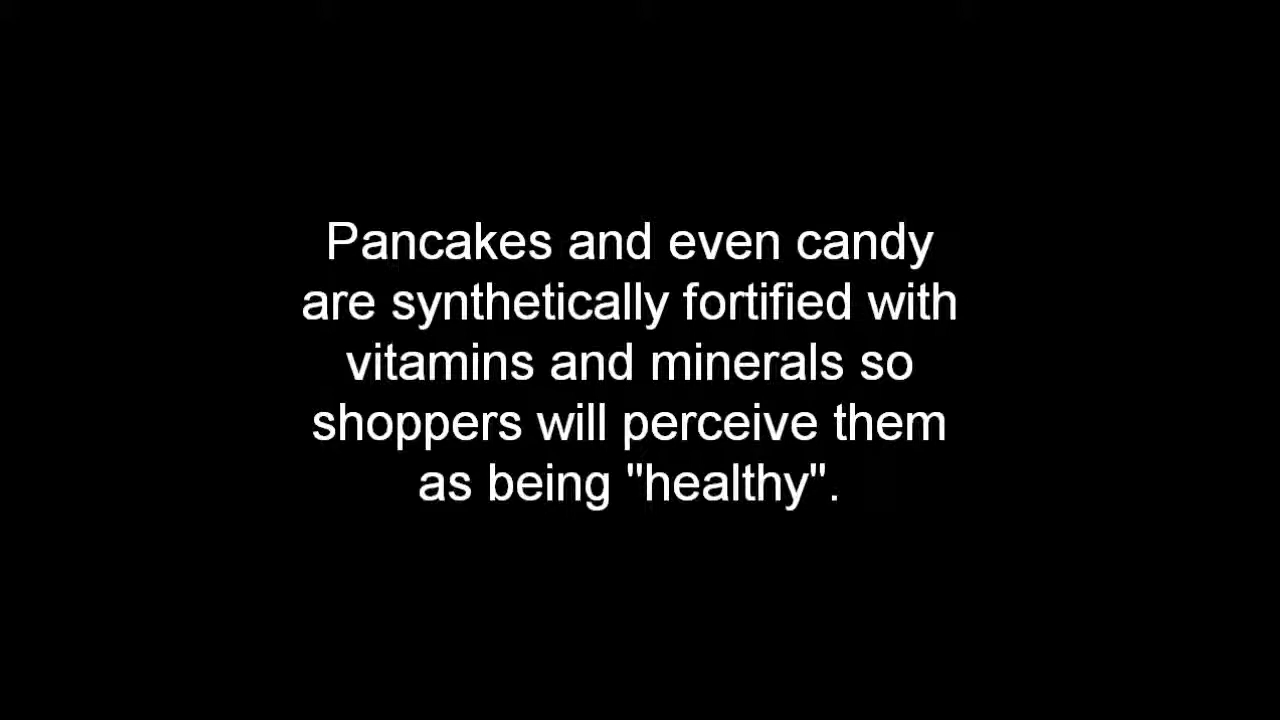 Pancakes and even candy
are synthetically fortified with
vitamins and minerals so
shoppers will perceive them
as being "healthy".